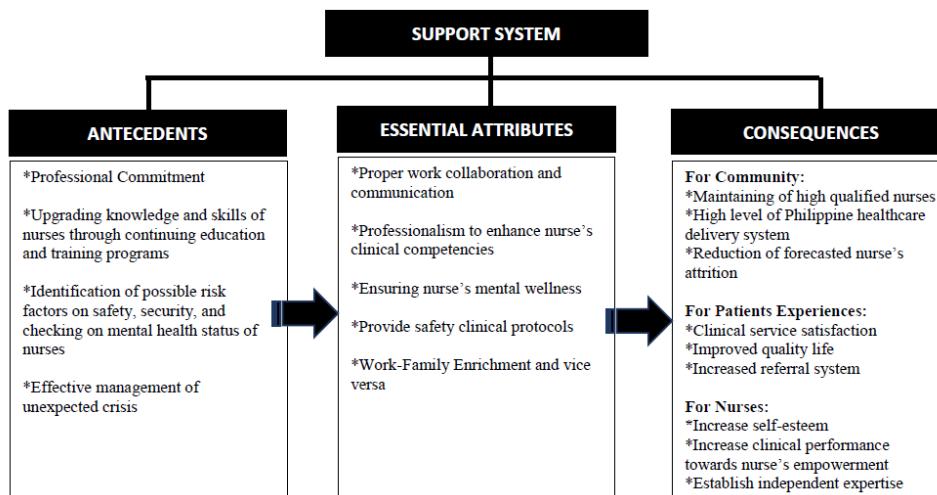 SUPPORT SYSTEM
ANTECEDENTS
*Professional Commitment
*Upgrading knowledge and skills of
nurses through continuing education
and training programs
*Identification of possible risk
factors on safety, security, and
checking on mental health status of
nurses
*Effective management of
unexpected crisis
ESSENTIAL ATTRIBUTES
*Proper work collaboration and
communication
*Professionalism to enhance nurse's
clinical competencies
*Ensuring nurse's mental wellness
*Provide safety clinical protocols
*Work-Family Enrichment and vice
versa
CONSEQUENCES
For Community:
*Maintaining of high qualified nurses
*High level of Philippine healthcare
delivery system
*Reduction of forecasted nurse's
attrition
For Patients Experiences:
*Clinical service satisfaction
*Improved quality life
*Increased referral system
For Nurses:
*Increase self-esteem
*Increase clinical performance
towards nurse's empowerment
*Establish independent expertise